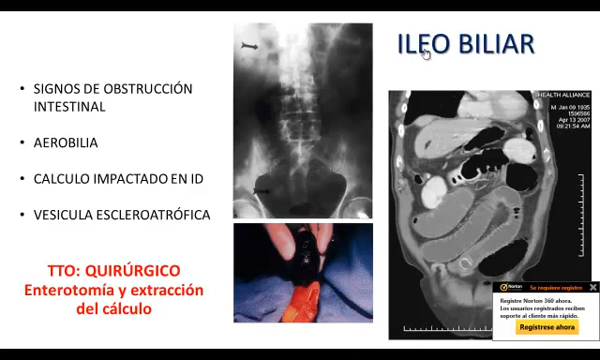 ILEO BILIAR
• SIGNOS DE OBSTRUCCIÓN
INTESTINAL
• AEROBILIA
• CALCULO IMPACTADO EN ID
• VESICULA ESCLEROATRÓFICA
TTO: QUIRÚRGICO
Enterotomía y extracción
del cálculo
HEALTH ALLIANCE
M Jan 09 1935
1596566
Apr 13 2007
09:21:54 AM
Norton
Se requiere registro
Registre Norton 360 ahora.
Los usuarios registrados reciben
soporte al cliente más rápido.
Regístrese ahora